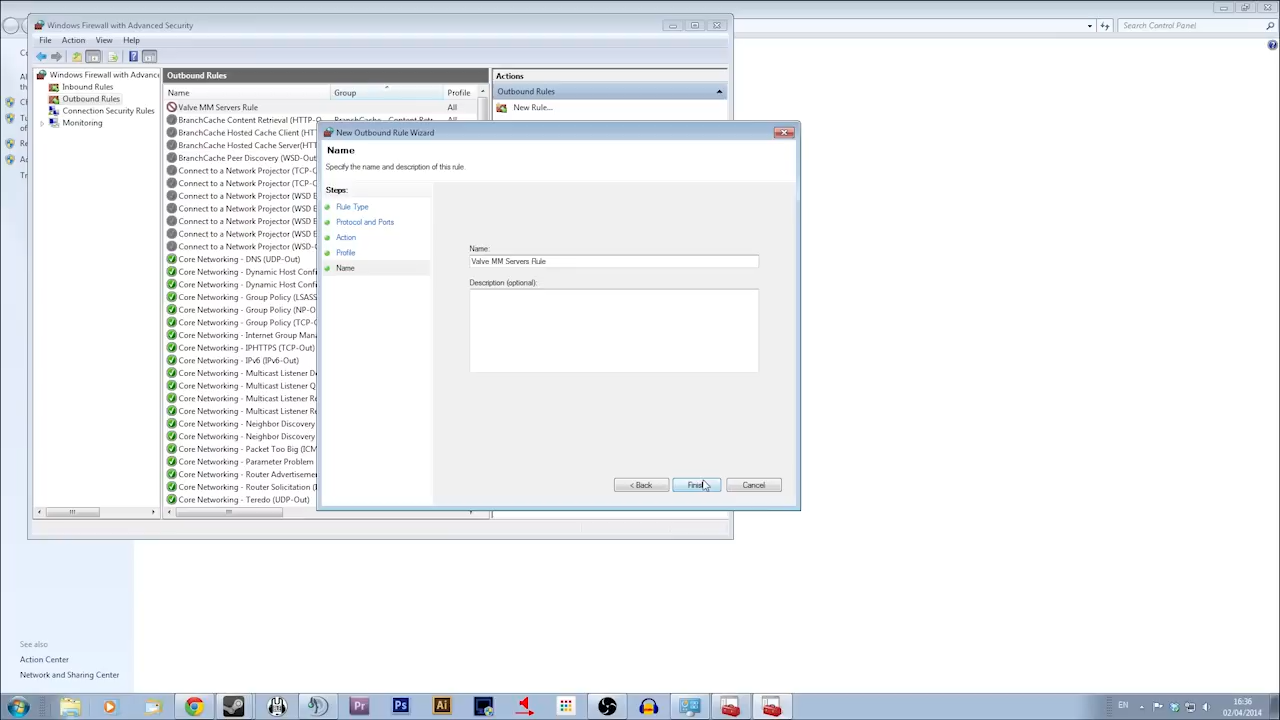 Windows Firewall with Advanced Security
Search Control Panel
File Action View Help
Windows Firewall with Advanc
Inbound Rules
Outbound Rules
Connection Security Rules
Monitoring
Outbound Rules
Name Group Profile
Valve MM Servers Rule All
BranchCache Content Retrieval (HTTP-O BranchCache - Content Retr All
BranchCache Hosted Cache Client (HT
BranchCache Hosted Cache Server(HT
BranchCache Peer Discovery (WSD-Out
Connect to a Network Projector (TCP-C
Connect to a Network Projector (TCP-C
Connect to a Network Projector (WSD E
Connect to a Network Projector (WSD E
Connect to a Network Projector (WSD E
Connect to a Network Projector (WSD
Connect to a Network Projector (WSD-
Core Networking - DNS (UDP-Out)
Core Networking - Dynamic Host Confi
Core Networking - Dynamic Host Confi
Core Networking - Group Policy (LSASS
Core Networking - Group Policy (NP-O
Core Networking - Group Policy (TCP-C
Core Networking - Internet Group Mana
Core Networking - IPHTTPS (TCP-Out)
Core Networking - IPv6 (IPv6-Out)
Core Networking - Multicast Listener D
Core Networking - Multicast Listener Q
Core Networking - Multicast Listener Re
Core Networking - Multicast Listener Re
Core Networking - Neighbor Discovery
Core Networking - Neighbor Discovery
Core Networking - Packet Too Big (ICM
Core Networking - Parameter Problem
Core Networking - Router Advertiseme
Core Networking - Router Solicitation (
Core Networking - Teredo (UDP-Out)
Actions
Outbound Rules
New Rule...
New Outbound Rule Wizard
Name
Specify the name and description of this rule.
Steps:
Rule Type
Protocol and Ports
Action
Profile
Name
Name:
Valve MM Servers Rule
Description (optional):
< Back Finish Cancel
See also
Action Center
Network and Sharing Center
Pr Ps Ai
EN
16:36
02/04/2014